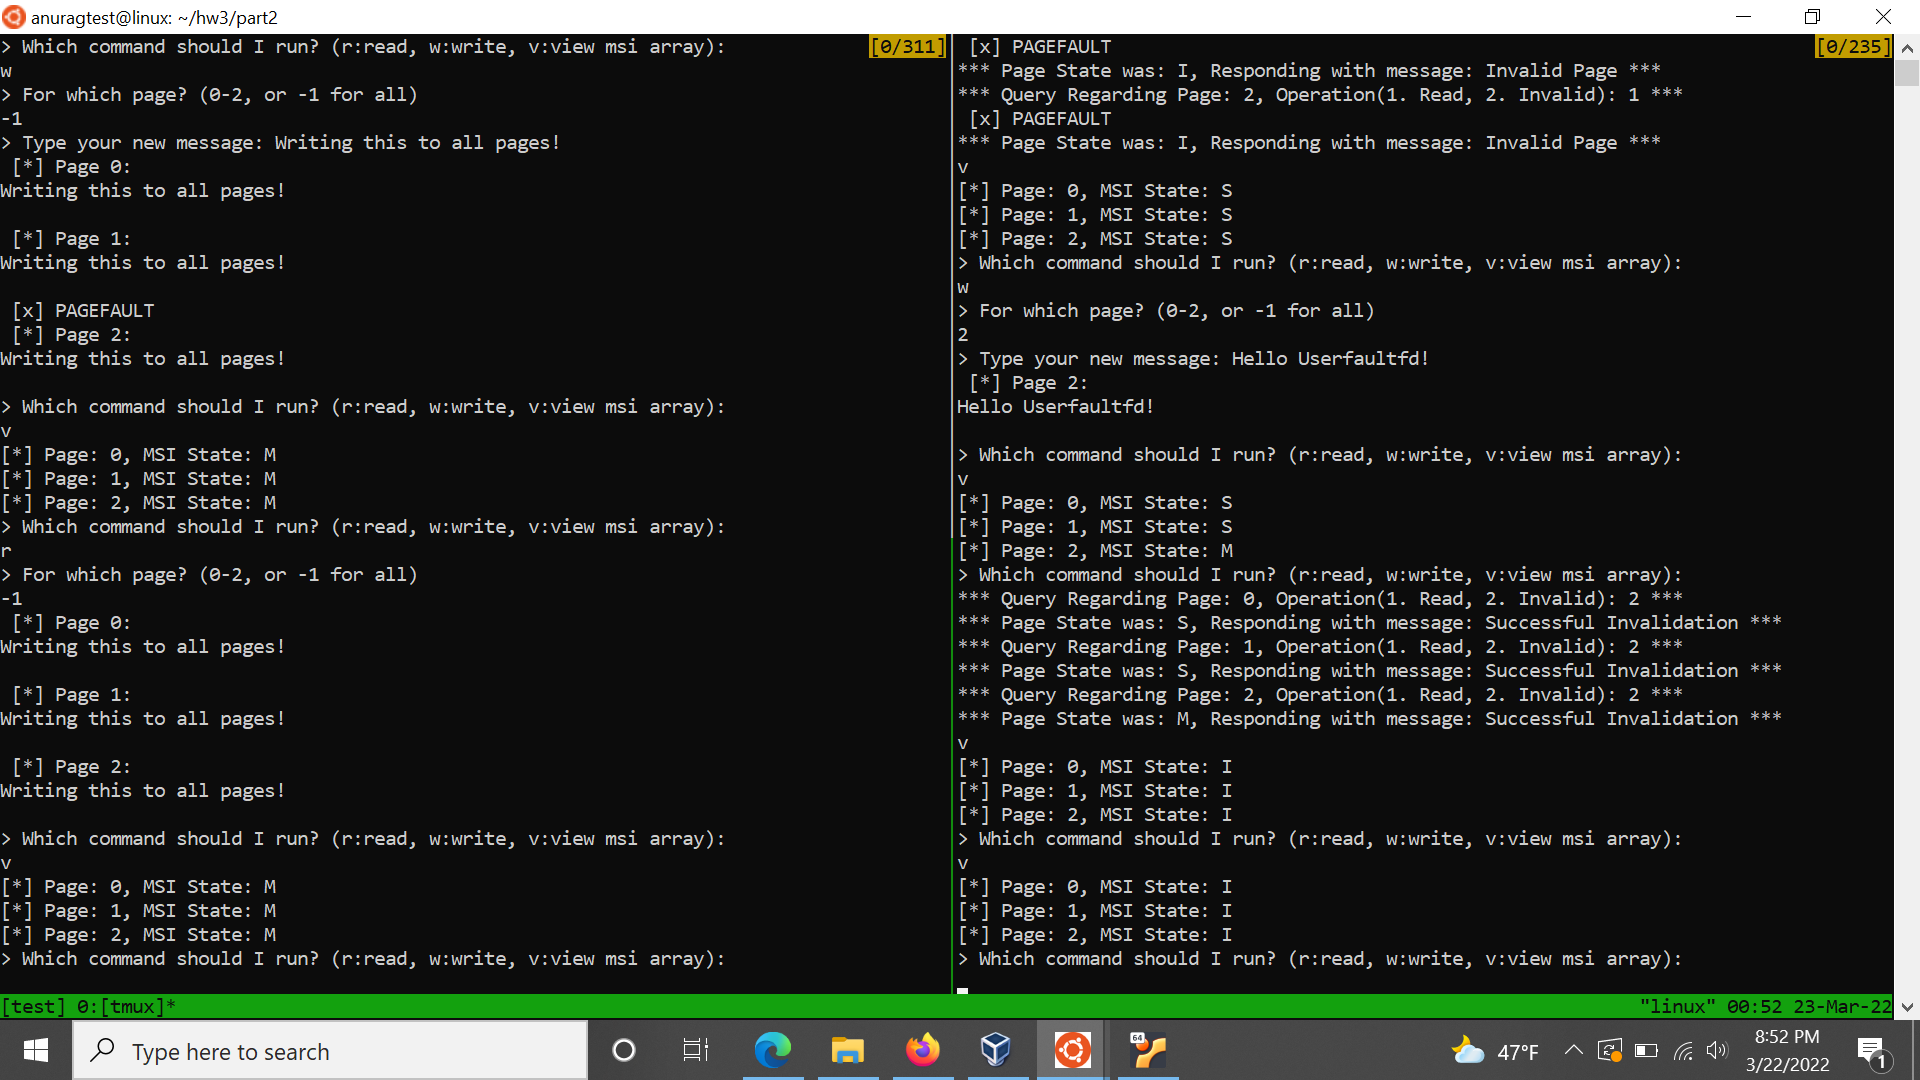 anuragtest@linux: ~/hw3/part2
> Which command should I run? (r:read, w:write, v:view msi array): [0/311]
w
> For which page? (0-2, or -1 for all)
-1
> Type your new message: Writing this to all pages!
[*] Page 0:
Writing this to all pages!
[*] Page 1:
Writing this to all pages!
[x] PAGEFAULT
[*] Page 2:
Writing this to all pages!
> Which command should I run? (r:read, w:write, v:view msi array):
v
[*] Page: 0, MSI State: M
[*] Page: 1, MSI State: M
[*] Page: 2, MSI State: M
> Which command should I run? (r:read, w:write, v:view msi array):
r
> For which page? (0-2, or -1 for all)
-1
[*] Page 0:
Writing this to all pages!
[*] Page 1:
Writing this to all pages!
[*] Page 2:
Writing this to all pages!
> Which command should I run? (r:read, w:write, v:view msi array):
v
[*] Page: 0, MSI State: M
[*] Page: 1, MSI State: M
[*] Page: 2, MSI State: M
> Which command should I run? (r:read, w:write, v:view msi array):
[x] PAGEFAULT [0/235]
*** Page State was: I, Responding with message: Invalid Page ***
*** Query Regarding Page: 2, Operation(1. Read, 2. Invalid): 1 ***
[x] PAGEFAULT
*** Page State was: I, Responding with message: Invalid Page ***
v
[*] Page: 0, MSI State: S
[*] Page: 1, MSI State: S
[*] Page: 2, MSI State: S
> Which command should I run? (r:read, w:write, v:view msi array):
w
> For which page? (0-2, or -1 for all)
2
> Type your new message: Hello Userfaultfd!
[*] Page 2:
Hello Userfaultfd!
> Which command should I run? (r:read, w:write, v:view msi array):
v
[*] Page: 0, MSI State: S
[*] Page: 1, MSI State: S
[*] Page: 2, MSI State: M
> Which command should I run? (r:read, w:write, v:view msi array):
*** Query Regarding Page: 0, Operation(1. Read, 2. Invalid): 2 ***
*** Page State was: S, Responding with message: Successful Invalidation ***
*** Query Regarding Page: 1, Operation(1. Read, 2. Invalid): 2 ***
*** Page State was: S, Responding with message: Successful Invalidation ***
*** Query Regarding Page: 2, Operation(1. Read, 2. Invalid): 2 ***
*** Page State was: M, Responding with message: Successful Invalidation ***
v
[*] Page: 0, MSI State: I
[*] Page: 1, MSI State: I
[*] Page: 2, MSI State: I
> Which command should I run? (r:read, w:write, v:view msi array):
v
[*] Page: 0, MSI State: I
[*] Page: 1, MSI State: I
[*] Page: 2, MSI State: I
> Which command should I run? (r:read, w:write, v:view msi array):
[test] 0:[tmux]* "linux" 00:52 23-Mar-22
Type here to search
64
47°F
8:52 PM
3/22/2022
1